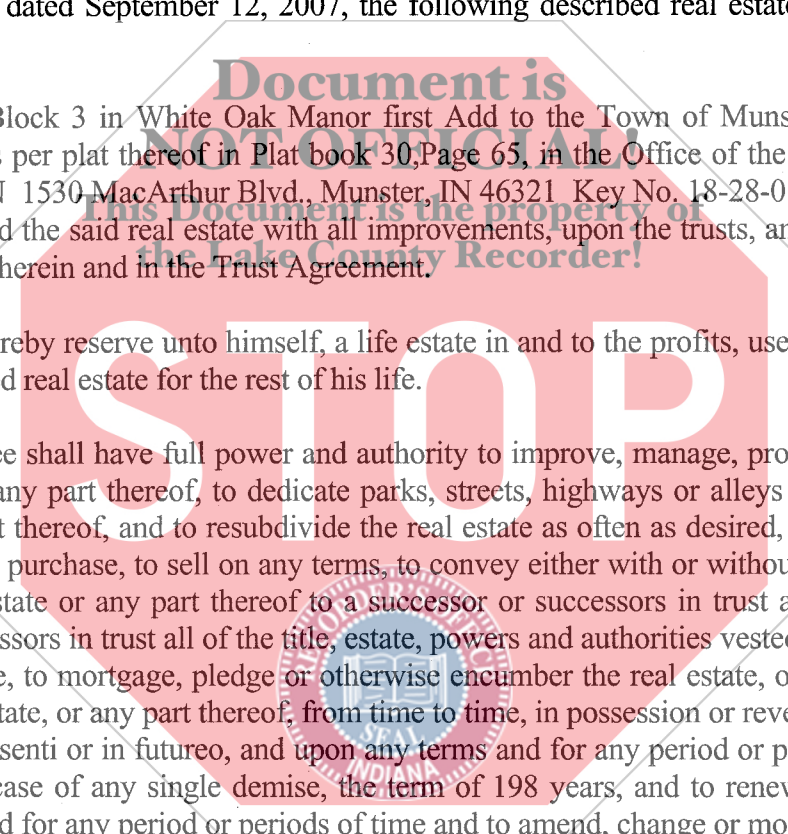 dated September 12, 2007, the following described real estate
Document is
Block 3 in White Oak Manor first Add to the Town of Muns
NOT OFFICIAL!
s per plat thereof in Plat book 30,Page 65, in the Office of the
N 1530 MacArthur Blvd., Munster, IN 46321 Key No. 18-28-0
This Document is the property of
d the said real estate with all improvements, upon the trusts, an
the Lake County Recorder!
herein and in the Trust Agreement.
STOP
reby reserve unto himself, a life estate in and to the profits, use
d real estate for the rest of his life.
ee shall have full power and authority to improve, manage, pro
any part thereof, to dedicate parks, streets, highways or alleys
t thereof, and to resubdivide the real estate as often as desired,
purchase, to sell on any terms, to convey either with or withou
state or any part thereof to a successor or successors in trust a
ssors in trust all of the title, estate, powers and authorities vested
e, to mortgage, pledge or otherwise encumber the real estate, o
tate, or any part thereof, from time to time, in possession or reve
senti or in futureo, and upon any terms and for any period or p
case of any single demise, the term of 198 years, and to renew
d for any period or periods of time and to amend, change or mo
RECORDER'S OFFICE
SEAL
INDIANA